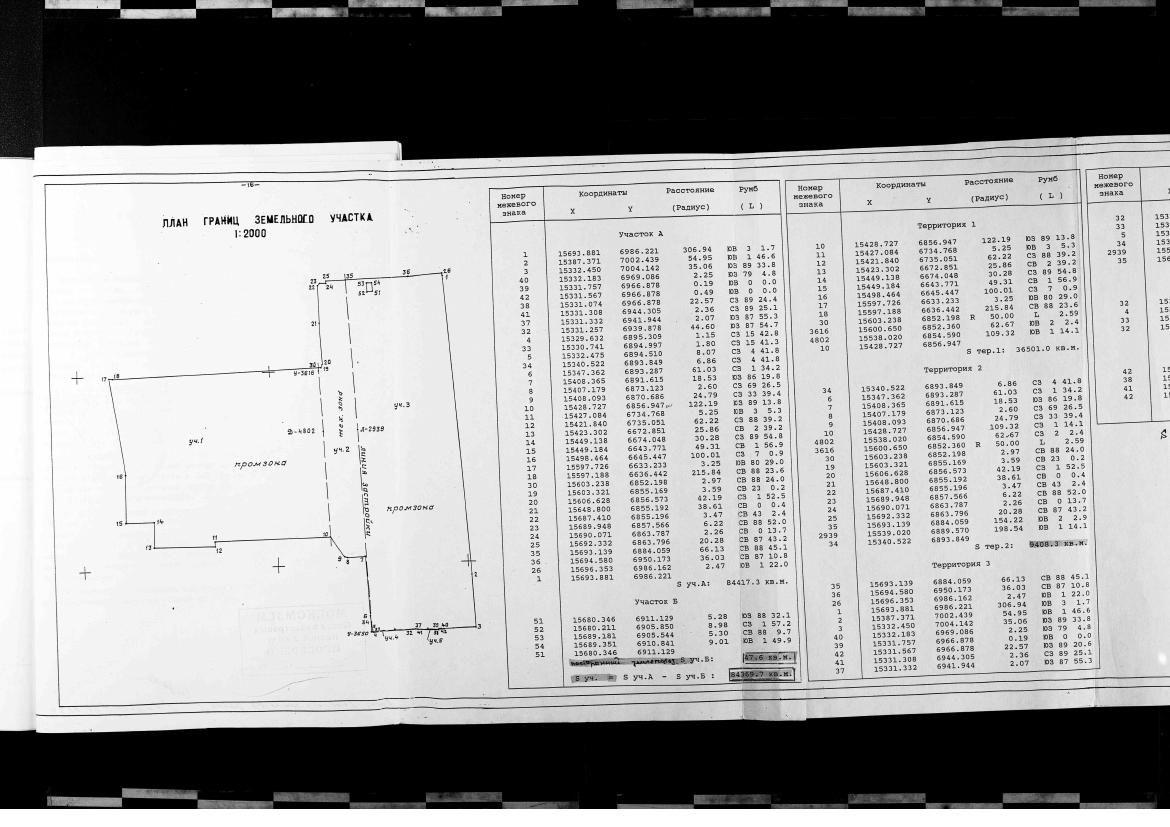 -16-
ПЛАН ГРАНИЦ ЗЕМЕЛЬНОГО УЧАСТКА
1:2000
23 25 35 36 26
22 24 53 54 1
52 51
21
30 20
19
У-3616
17 18
уч.3
тех. зона
Д-4802 Л-2939
уч.1
уч.2
промзона
линия застройки
промзона
16
15 14
13
11
12
10
9 8 7
2
6
У-3650 4 уч.4 32 41 37
уч.5
3
Номер межевого знака
Координаты
X Y
Расстояние (Радиус)
Румб ( L )
Участок А
1 15693.881 6986.221 306.94 ЮВ 3 1.7
2 15387.371 7002.439 54.95 ЮВ 1 46.6
3 15332.450 7004.142 35.06 ЮЗ 89 33.8
40 15332.183 6969.086 2.25 ЮЗ 79 4.8
39 15331.757 6966.878 0.19 ЮВ 0 0.0
42 15331.567 6966.878 0.49 ЮВ 0 0.0
38 15331.074 6966.878 22.57 СЗ 89 24.4
41 15331.308 6944.305 2.36 СЗ 89 25.1
37 15331.332 6941.944 2.07 ЮЗ 87 55.3
32 15331.257 6939.878 44.60 ЮЗ 87 54.7
4 15329.632 6895.309 1.15 СЗ 15 42.8
33 15330.741 6894.997 1.80 СЗ 15 41.3
5 15332.475 6894.510 8.07 СЗ 4 41.8
34 15340.522 6893.849 6.86 СЗ 4 41.8
6 15347.362 6893.287 61.03 СЗ 1 34.2
7 15408.365 6891.615 18.53 ЮЗ 86 19.8
8 15407.179 6873.123 2.60 СЗ 69 26.5
9 15408.093 6870.686 24.79 СЗ 33 39.4
10 15428.727 6856.947 122.19 ЮЗ 89 13.8
11 15427.084 6734.768 5.25 ЮВ 3 5.3
12 15421.840 6735.051 62.22 СЗ 88 39.2
13 15423.302 6672.851 25.86 СВ 2 39.2
14 15449.138 6674.048 30.28 СЗ 89 54.8
15 15449.184 6643.771 49.31 СВ 1 56.9
16 15498.464 6645.447 100.01 СЗ 7 0.9
17 15597.726 6633.233 3.25 ЮВ 80 29.0
18 15597.188 6636.442 215.84 СВ 88 23.6
30 15603.238 6852.198 2.97 СВ 88 24.0
19 15603.321 6855.169 3.59 СВ 23 0.2
20 15606.628 6856.573 42.19 СЗ 1 52.5
21 15648.800 6855.192 38.61 СВ 0 0.4
22 15687.410 6855.196 3.47 СВ 43 2.4
23 15689.948 6857.566 6.22 СВ 88 52.0
24 15690.071 6863.787 2.26 СВ 0 13.7
25 15692.332 6863.796 20.28 СВ 87 43.2
35 15693.139 6884.059 66.13 СВ 88 45.1
36 15694.580 6950.173 36.03 СВ 87 10.8
26 15696.353 6986.162 2.47 ЮВ 1 22.0
1 15693.881 6986.221
S уч.А: 84417.3 кв.м.
Участок Б
51 15680.346 6911.129 5.28 ЮЗ 88 32.1
52 15680.211 6905.850 8.98 СЗ 1 57.2
53 15689.181 6905.544 5.30 СВ 88 9.7
54 15689.351 6910.841 9.01 ЮВ 1 49.9
51 15680.346 6911.129
S уч.Б: 47.6 кв.м.
S уч. = S уч.А - S уч.Б : 84369.7 кв.м.
Номер межевого знака
Координаты
X Y
Расстояние (Радиус)
Румб ( L )
Территория 1
10 15428.727 6856.947 122.19 ЮЗ 89 13.8
11 15427.084 6734.768 5.25 ЮВ 3 5.3
12 15421.840 6735.051 62.22 СЗ 88 39.2
13 15423.302 6672.851 25.86 СВ 2 39.2
14 15449.138 6674.048 30.28 СЗ 89 54.8
15 15449.184 6643.771 49.31 СВ 1 56.9
16 15498.464 6645.447 100.01 СЗ 7 0.9
17 15597.726 6633.233 3.25 ЮВ 80 29.0
18 15597.188 6636.442 215.84 СВ 88 23.6
30 15603.238 6852.198 R 50.00 L 2.59
3616 15600.650 6852.360 62.67 ЮВ 2 2.4
4802 15538.020 6854.590 109.32 ЮВ 1 14.1
10 15428.727 6856.947
S тер.1: 36501.0 кв.м.
Территория 2
34 15340.522 6893.849 6.86 СЗ 4 41.8
6 15347.362 6893.287 61.03 СЗ 1 34.2
7 15408.365 6891.615 18.53 ЮЗ 86 19.8
8 15407.179 6873.123 2.60 СЗ 69 26.5
9 15408.093 6870.686 24.79 СЗ 33 39.4
10 15428.727 6856.947 109.32 СЗ 1 14.1
4802 15538.020 6854.590 62.67 СЗ 2 2.4
3616 15600.650 6852.360 R 50.00 L 2.59
30 15603.238 6852.198 2.97 СВ 88 24.0
19 15603.321 6855.169 3.59 СВ 23 0.2
20 15606.628 6856.573 42.19 СЗ 1 52.5
21 15648.800 6855.192 38.61 СВ 0 0.4
22 15687.410 6855.196 3.47 СВ 43 2.4
23 15689.948 6857.566 6.22 СВ 88 52.0
24 15690.071 6863.787 2.26 СВ 0 13.7
25 15692.332 6863.796 20.28 СВ 87 43.2
35 15693.139 6884.059 154.22 ЮВ 2 2.9
2939 15539.020 6889.570 198.54 ЮВ 1 14.1
34 15340.522 6893.849
S тер.2: 9408.3 кв.м.
Территория 3
35 15693.139 6884.059 66.13 СВ 88 45.1
36 15694.580 6950.173 36.03 СВ 87 10.8
26 15696.353 6986.162 2.47 ЮВ 1 22.0
1 15693.881 6986.221 306.94 ЮВ 3 1.7
2 15387.371 7002.439 54.95 ЮВ 1 46.6
3 15332.450 7004.142 35.06 ЮЗ 89 33.8
40 15332.183 6969.086 2.25 ЮЗ 79 4.8
39 15331.757 6966.878 0.19 ЮВ 0 0.0
42 15331.567 6966.878 22.57 ЮЗ 89 20.6
41 15331.308 6944.305 2.36 СЗ 89 25.1
37 15331.332 6941.944 2.07 ЮЗ 87 55.3
Номер межевого знака
X
32
33
5
34
2939
35
32
4
33
32
42
38
41
42